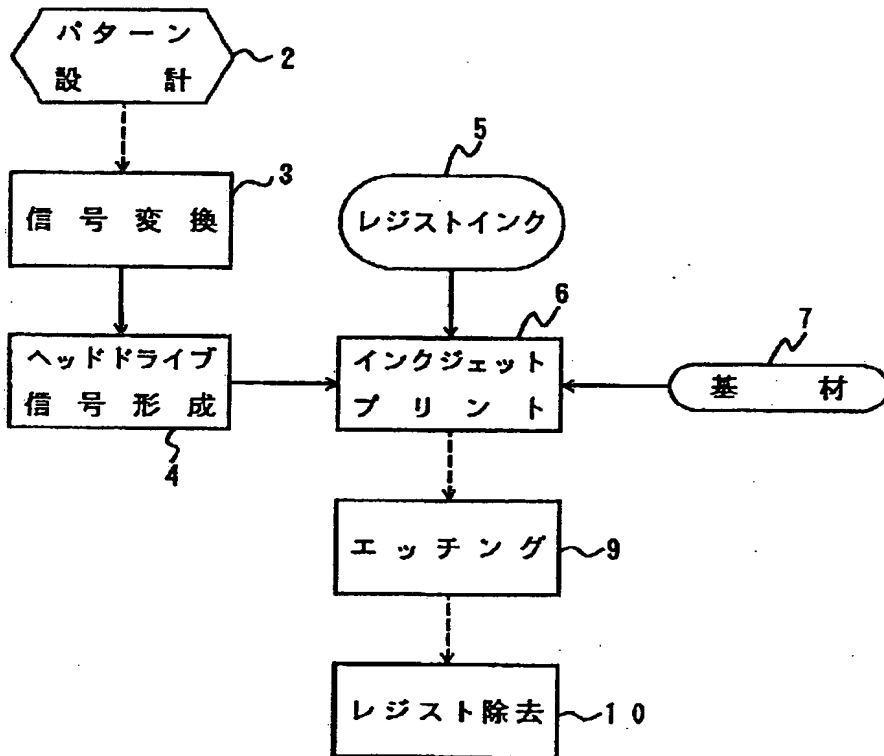 パターン
設計
2
信号変換
3
ヘッドドライブ
信号形成
4
レジストインク
5
インクジェット
プリント
6
基材
7
エッチング
9
レジスト除去
10